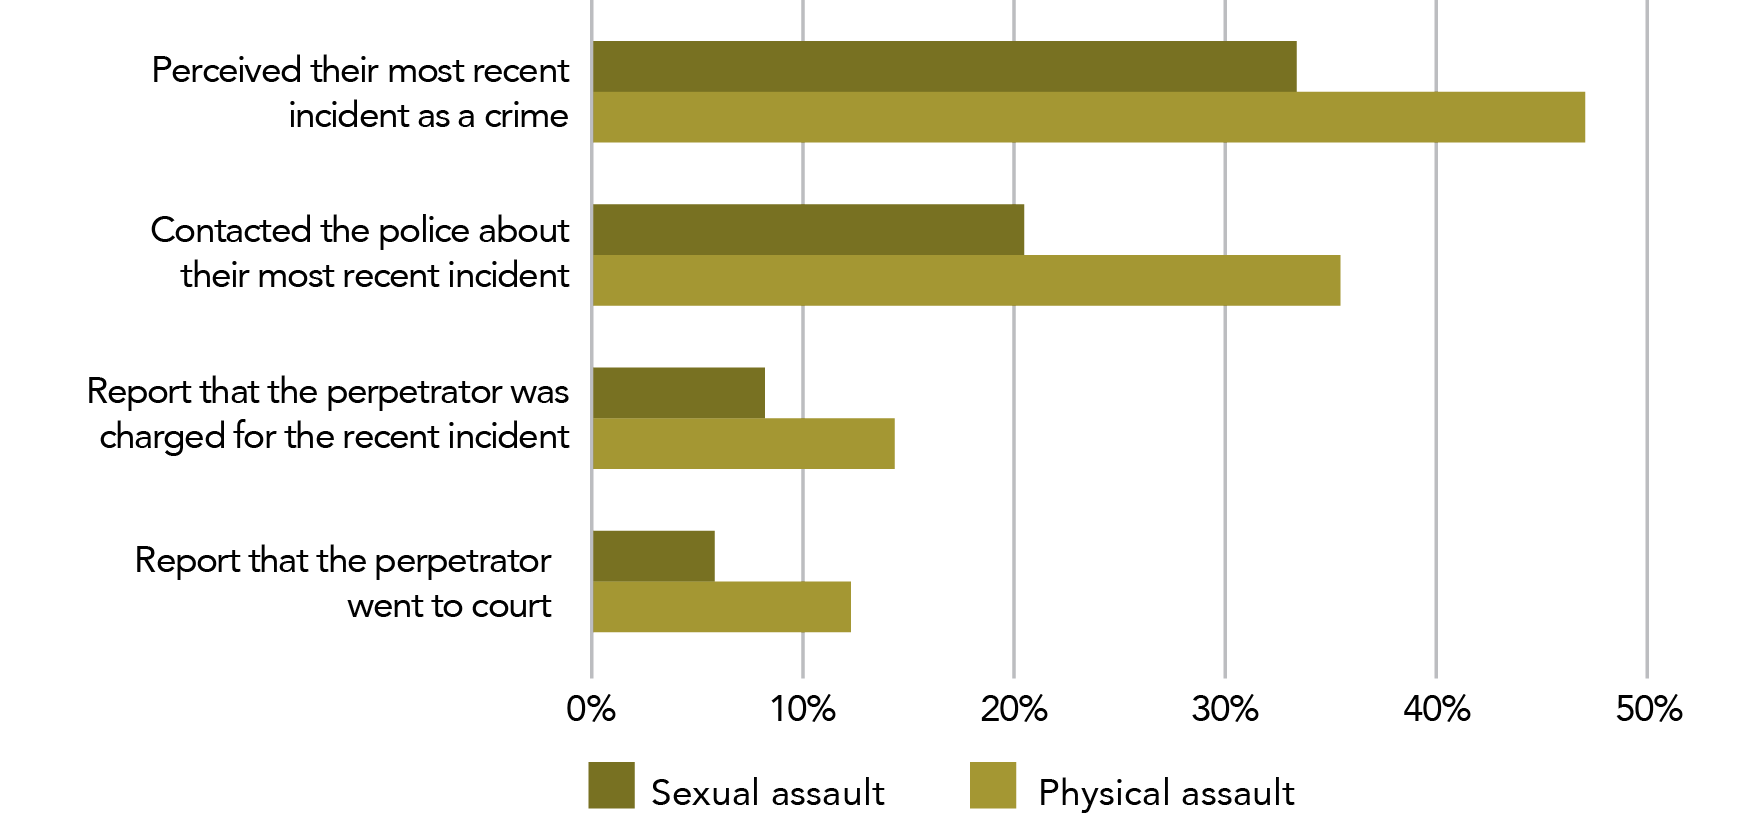 Perceived their most recent
incident as a crime
Contacted the police about
their most recent incident
Report that the perpetrator was
charged for the recent incident
Report that the perpetrator
went to court
0% 10% 20% 30% 40% 50%
Sexual assault Physical assault